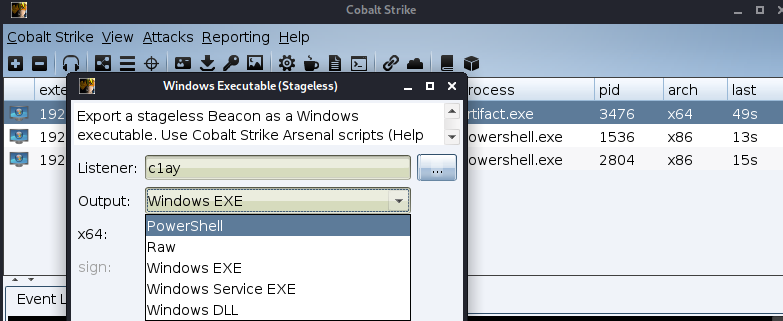 Cobalt Strike
Cobalt Strike View Attacks Reporting Help
exte process pid arch last
192 artifact.exe 3476 x64 49s
192 powershell.exe 1536 x86 13s
192 powershell.exe 2804 x86 15s
Windows Executable (Stageless)
Export a stageless Beacon as a Windows
executable. Use Cobalt Strike Arsenal scripts (Help
Listener: c1ay ...
Output: Windows EXE
x64:
sign:
PowerShell
Raw
Windows EXE
Windows Service EXE
Windows DLL
Event L